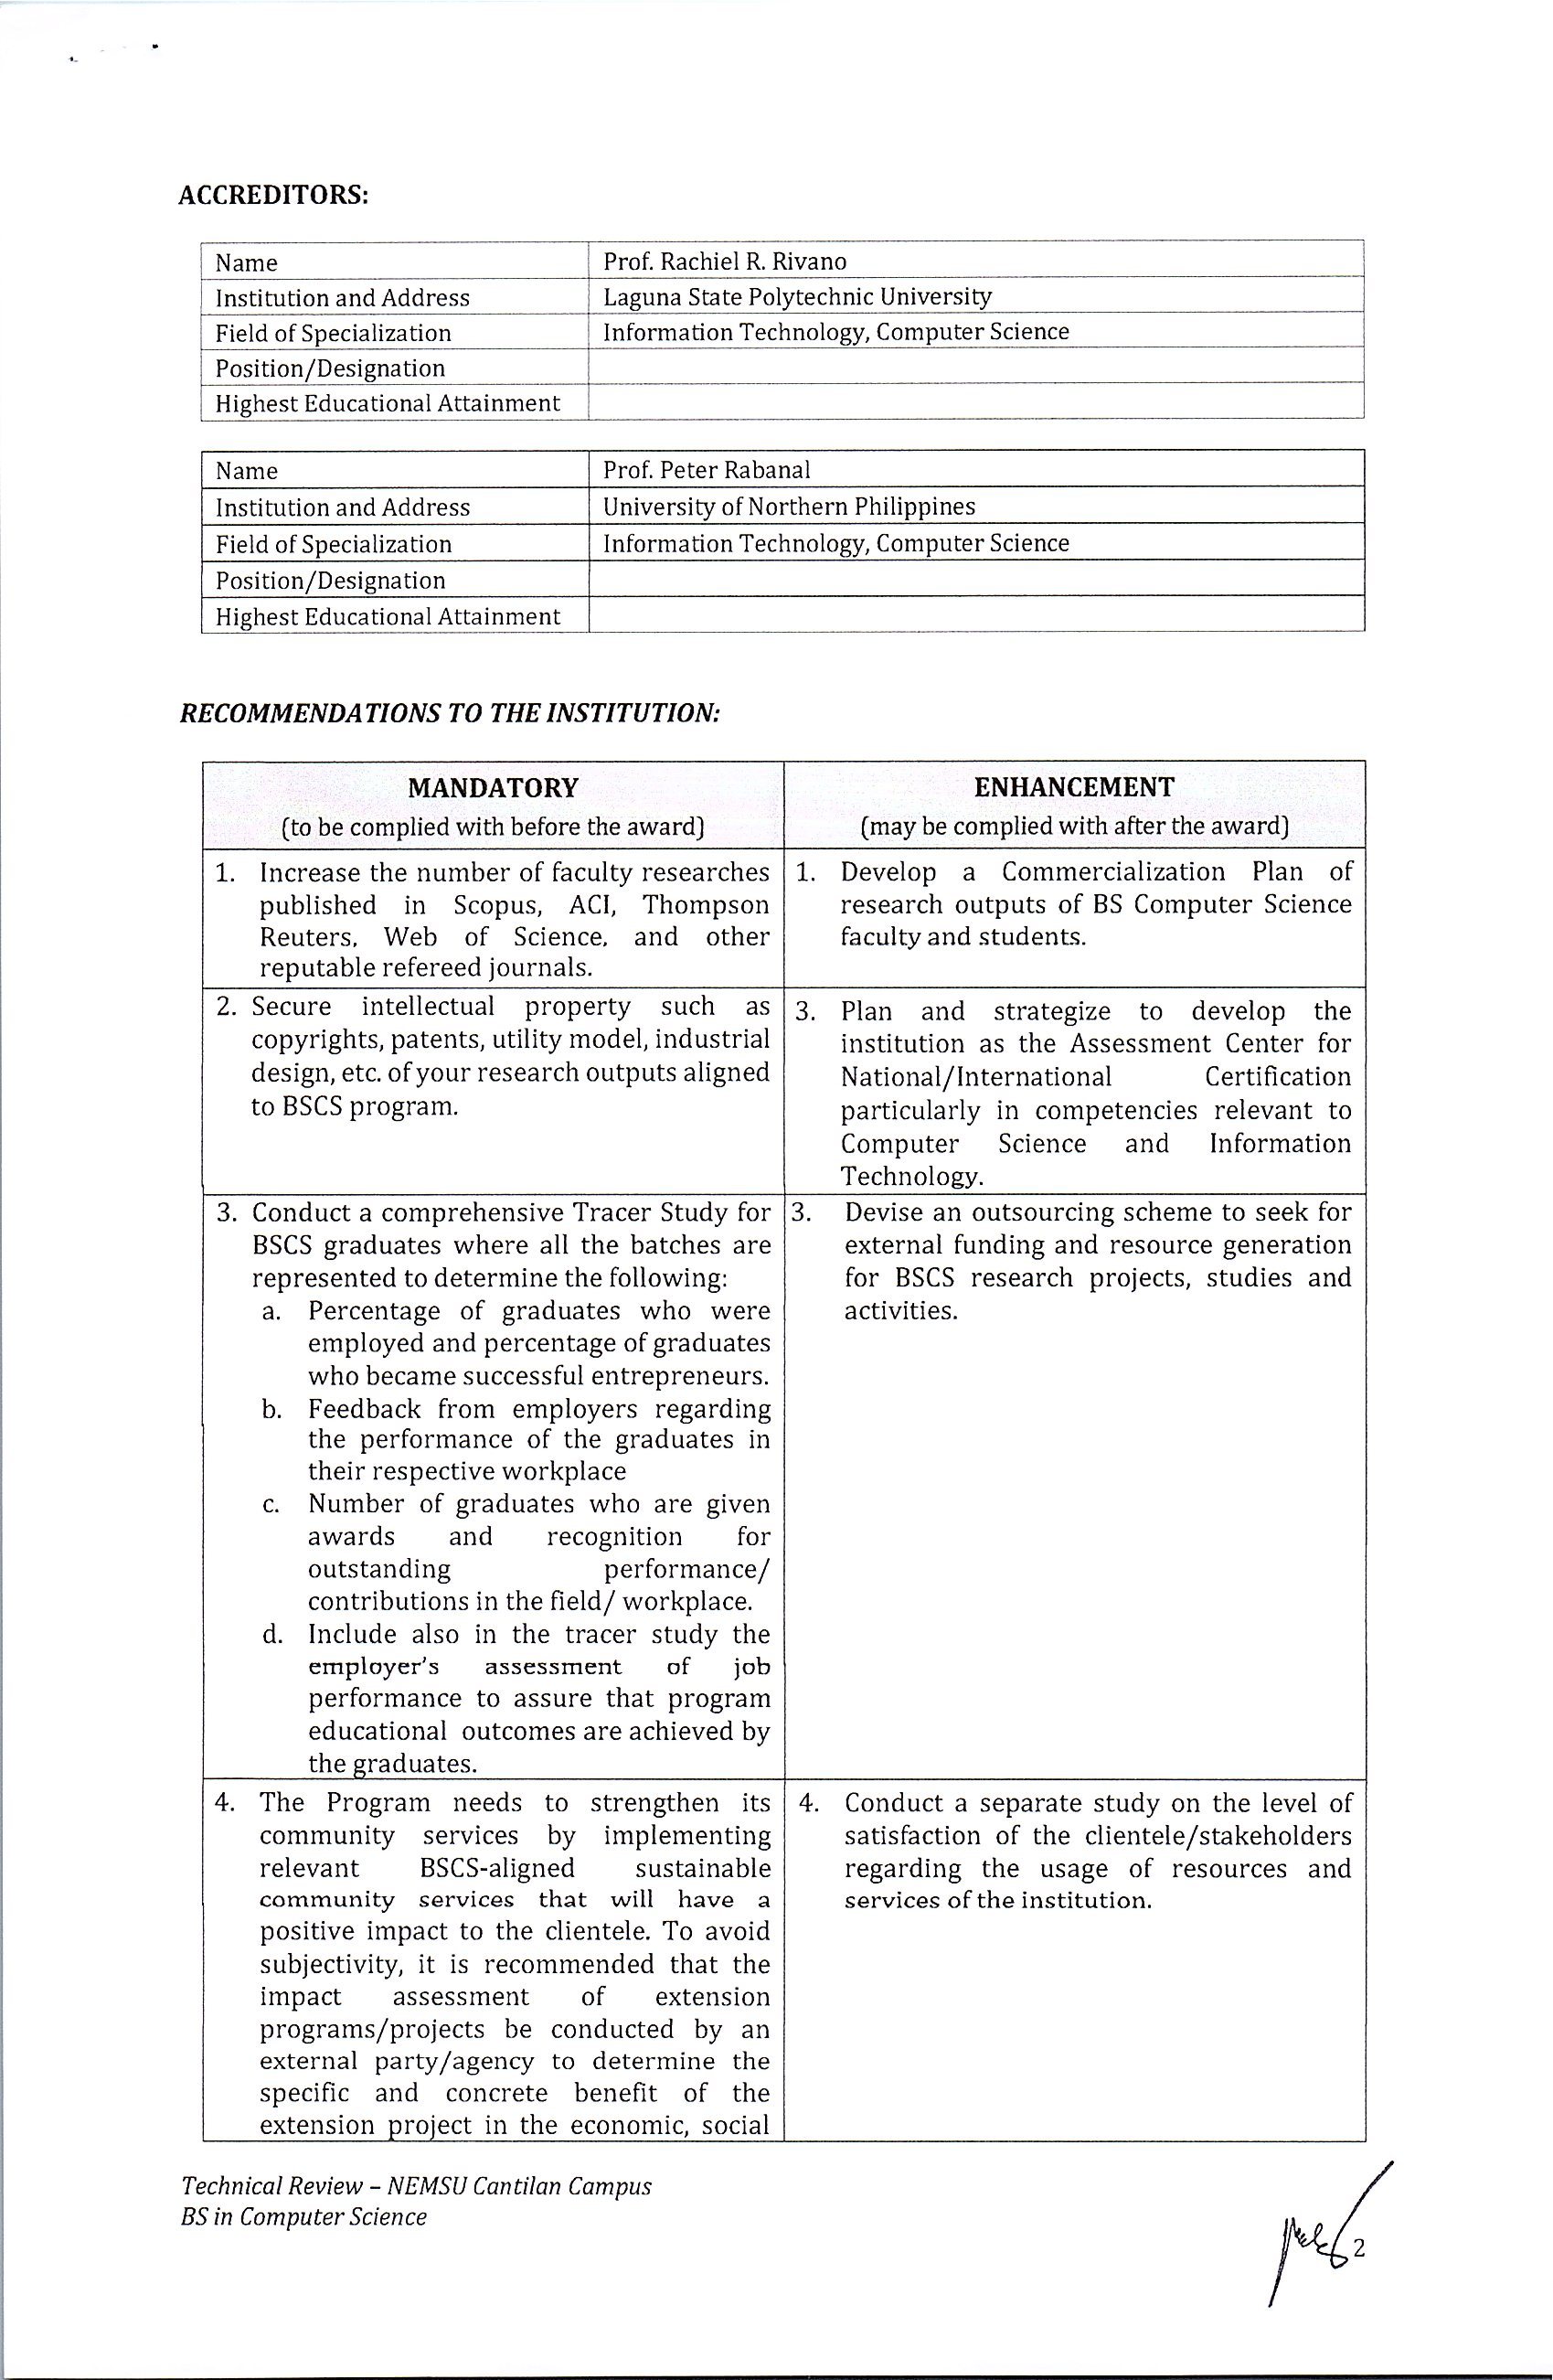 ACCREDITORS:
Name Prof. Rachiel R. Rivano
Institution and Address Laguna State Polytechnic University
Field of Specialization Information Technology, Computer Science
Position/Designation
Highest Educational Attainment
Name Prof. Peter Rabanal
Institution and Address University of Northern Philippines
Field of Specialization Information Technology, Computer Science
Position/Designation
Highest Educational Attainment
RECOMMENDATIONS TO THE INSTITUTION:
MANDATORY
(to be complied with before the award)
ENHANCEMENT
(may be complied with after the award)
1. Increase the number of faculty researches
published in Scopus, ACI, Thompson
Reuters, Web of Science, and other
reputable refereed journals.
1. Develop a Commercialization Plan of
research outputs of BS Computer Science
faculty and students.
2. Secure intellectual property such as
copyrights, patents, utility model, industrial
design, etc. of your research outputs aligned
to BSCS program.
3. Plan and strategize to develop the
institution as the Assessment Center for
National/International Certification
particularly in competencies relevant to
Computer Science and Information
Technology.
3. Conduct a comprehensive Tracer Study for
BSCS graduates where all the batches are
represented to determine the following:
a. Percentage of graduates who were
employed and percentage of graduates
who became successful entrepreneurs.
b. Feedback from employers regarding
the performance of the graduates in
their respective workplace
c. Number of graduates who are given
awards and recognition for
outstanding performance/
contributions in the field/ workplace.
d. Include also in the tracer study the
employer's assessment of job
performance to assure that program
educational outcomes are achieved by
the graduates.
3. Devise an outsourcing scheme to seek for
external funding and resource generation
for BSCS research projects, studies and
activities.
4. The Program needs to strengthen its
community services by implementing
relevant BSCS-aligned sustainable
community services that will have a
positive impact to the clientele. To avoid
subjectivity, it is recommended that the
impact assessment of extension
programs/projects be conducted by an
external party/agency to determine the
specific and concrete benefit of the
extension project in the economic, social
4. Conduct a separate study on the level of
satisfaction of the clientele/stakeholders
regarding the usage of resources and
services of the institution.
Technical Review – NEMSU Cantilan Campus
BS in Computer Science
2